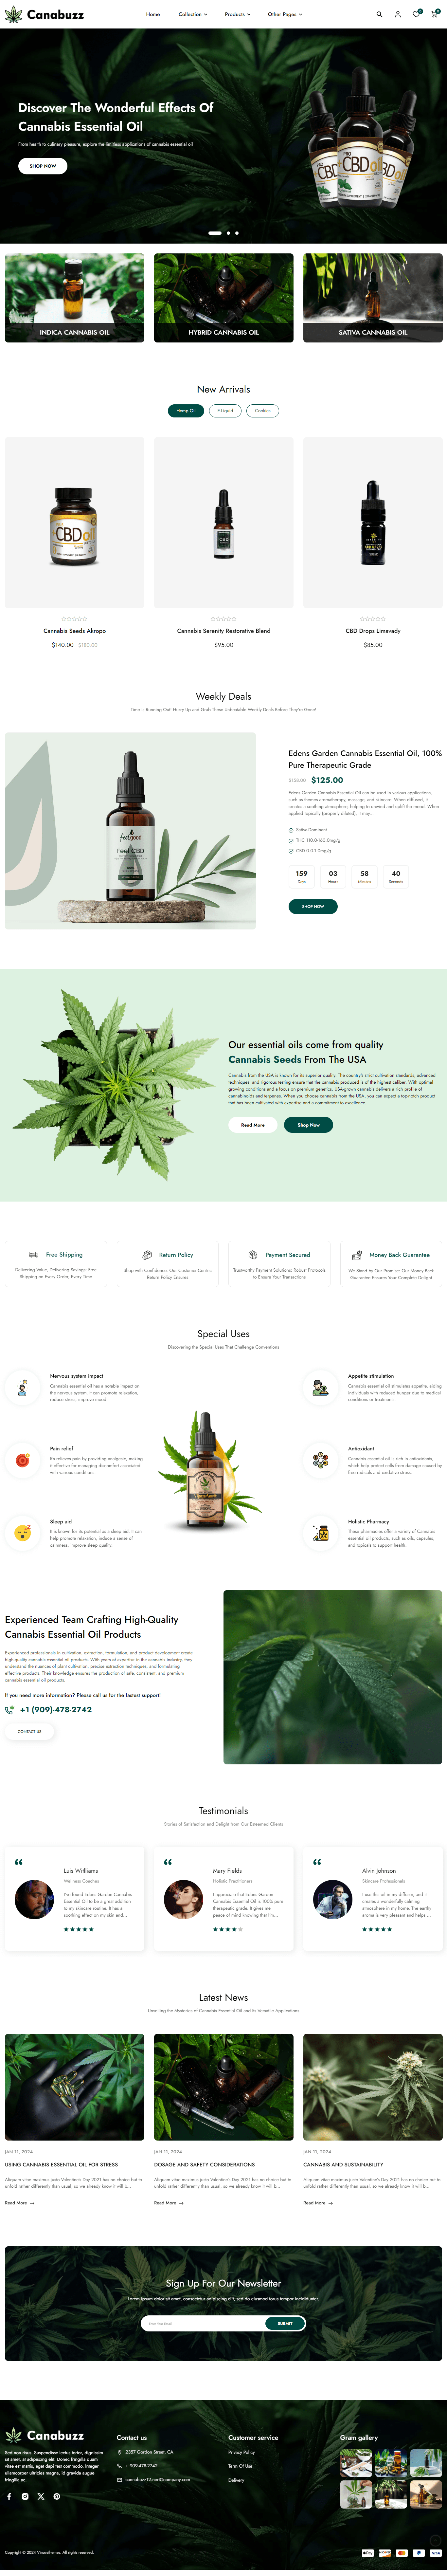 Canabuzz
Home Collection Products Other Pages
0 0
Discover The Wonderful Effects Of
Cannabis Essential Oil
From health to culinary pleasure, explore the limitless applications of cannabis essential oil
SHOP NOW
PRO
CBD oil
INDICA CANNABIS OIL
HYBRID CANNABIS OIL
SATIVA CANNABIS OIL
New Arrivals
Hemp Oil E-Liquid Cookies
CBD oil
CBD
Cannabis Seeds Akropo
$140.00 $160.00
Cannabis Serenity Restorative Blend
$95.00
CBD Drops Limavady
$85.00
Weekly Deals
Time is Running Out! Hurry Up and Grab These Unbeatable Weekly Deals Before They're Gone!
feelgood
Feel CBD
Edens Garden Cannabis Essential Oil, 100%
Pure Therapeutic Grade
$125.00
Edens Garden Cannabis Essential Oil can be used in various applications,
such as themes aromatherapy, massage, and skincare. When diffused, it
creates a soothing atmosphere, helping to unwind and uplift the mood. When
applied topically (properly diluted), it may...
Sativa-Dominant
THC 110.0-160.0mg/g
CBD 0.0-1.0mg/g
159 03 58 40
Days Hours Minutes Seconds
SHOP NOW
Our essential oils come from quality
Cannabis Seeds From The USA
Cannabis from the USA is known for its superior quality. The country's strict cultivation standards, advanced
techniques, and rigorous testing ensure that the cannabis produced is of the highest caliber. With optimal
growing conditions and a focus on premium genetics, USA-grown cannabis delivers a rich profile of
cannabinoids and terpenes. When you choose cannabis from the USA, you can expect a top-notch product
that has been cultivated with expertise and a commitment to excellence.
Read More Shop Now
Free Shipping
Delivering Value, Delivering Savings: Free
Shipping on Every Order, Every Time
Return Policy
Shop with Confidence: Our Customer-Centric
Return Policy Ensures
Payment Secured
Trustworthy Payment Solutions: Robust Protocols
to Ensure Your Transactions
Money Back Guarantee
We Stand by Our Promise: Our Money Back
Guarantee Ensures Your Complete Delight
Special Uses
Discovering the Special Uses That Challenge Conventions
Nervous system impact
Cannabis essential oil has a notable impact on
the nervous system. It can promote relaxation,
reduce stress, improve mood.
Pain relief
It's relieves pain by providing analgesic, making
it effective for managing discomfort associated
with various conditions.
Sleep aid
It is known for its potential as a sleep aid. It can
help promote relaxation, induce a sense of
calmness, improve sleep quality.
Appetite stimulation
Cannabis essential oil stimulates appetite, aiding
individuals with reduced hunger due to medical
conditions or treatments.
Antioxidant
Cannabis essential oil is rich in antioxidants,
which help protect cells from damage caused by
free radicals and oxidative stress.
Holistic Pharmacy
These pharmacies offer a variety of Cannabis
essential oil products, such as oils, capsules,
and topicals to support health.
Experienced Team Crafting High-Quality
Cannabis Essential Oil Products
Experienced professionals in cultivation, extraction, formulation, and product development create
high-quality cannabis essential oil products. With years of expertise in the cannabis industry, they
understand the nuances of plant cultivation, precise extraction techniques, and formulating
effective products. Their knowledge ensures the production of safe, consistent, and premium
cannabis essential oil products.
If you need more information? Please call us for the fastest support!
+1 (909)-478-2742
CONTACT US
Testimonials
Stories of Satisfaction and Delight from Our Esteemed Clients
Luis Witlliams
Wellness Coaches
I've found Edens Garden Cannabis
Essential Oil to be a great addition
to my skincare routine. It has a
soothing effect on my skin and...
Mary Fields
Holistic Practitioners
I appreciate that Edens Garden
Cannabis Essential Oil is 100% pure
therapeutic grade. It gives me
peace of mind knowing that I'm...
Alvin Johnson
Skincare Professionals
I use this oil in my diffuser, and it
creates a wonderfully calming
atmosphere in my home. The earthy
aroma is very pleasant and helps ...
Latest News
Unveiling the Mysteries of Cannabis Essential Oil and Its Versatile Applications
JAN 11, 2024
USING CANNABIS ESSENTIAL OIL FOR STRESS
Aliquam vitae maximus justo Valentine's Day 2021 has no choice but to
unfold rather differently than usual, so we already know it will b...
Read More
JAN 11, 2024
DOSAGE AND SAFETY CONSIDERATIONS
Aliquam vitae maximus justo Valentine's Day 2021 has no choice but to
unfold rather differently than usual, so we already know it will b...
Read More
JAN 11, 2024
CANNABIS AND SUSTAINABILITY
Aliquam vitae maximus justo Valentine's Day 2021 has no choice but to
unfold rather differently than usual, so we already know it will b...
Read More
Sign Up For Our Newsletter
Lorem ipsum dolor sit amet, consectetur adipiscing elit, sed do eiusmod torus tempor incididunter.
Enter Your Email SUBMIT
Canabuzz
Sed non risus. Suspendisse lectus tortor, dignissim
sit amet, at adipiscing elit. Donec fringilla quam
vitae est mattis, eget dapi text commodo. Integer
ullamcorper ultricies magna, id gravida augue
fringille ac.
Contact us
3357 Gordon Street, CA
+ 909-478-2742
Customer service
Privacy Policy
Term Of Use
Delivery
Gram gallery
Copyright © 2024 Vinovathemes. All rights reserved.
Pay DISCOVER VISA